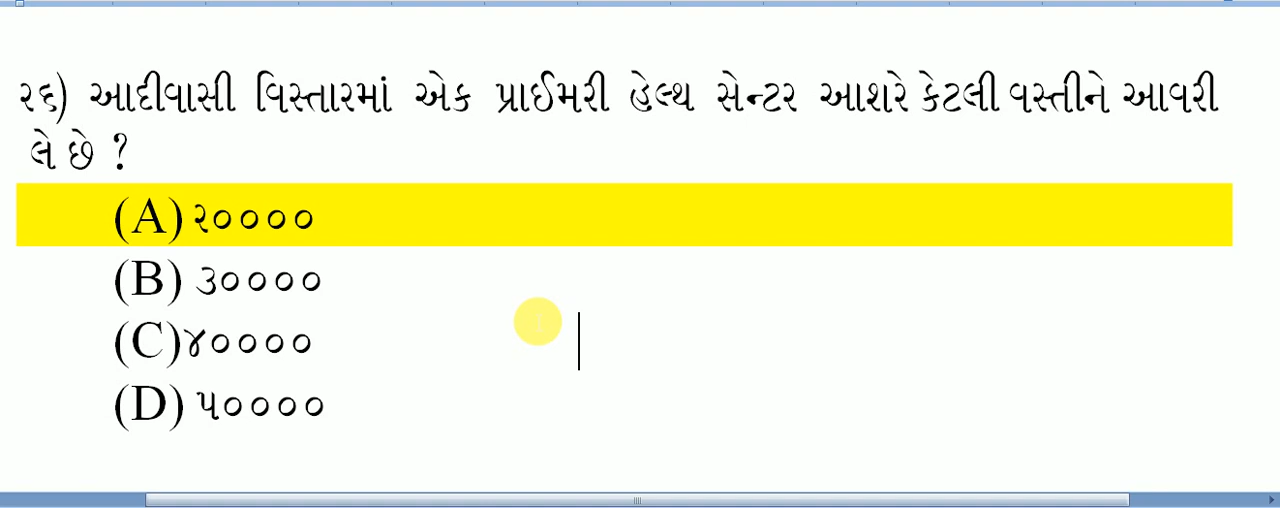 ૨૬) આદીવાસી વિસ્તારમાં એક પ્રાઈમરી હેલ્થ સેન્ટર આશરે કેટલી વસ્તીને આવરી
લે છે ?
(A) ૨૦૦૦૦
(B) ૩૦૦૦૦
(C)૪૦૦૦૦
(D) ૫૦૦૦૦